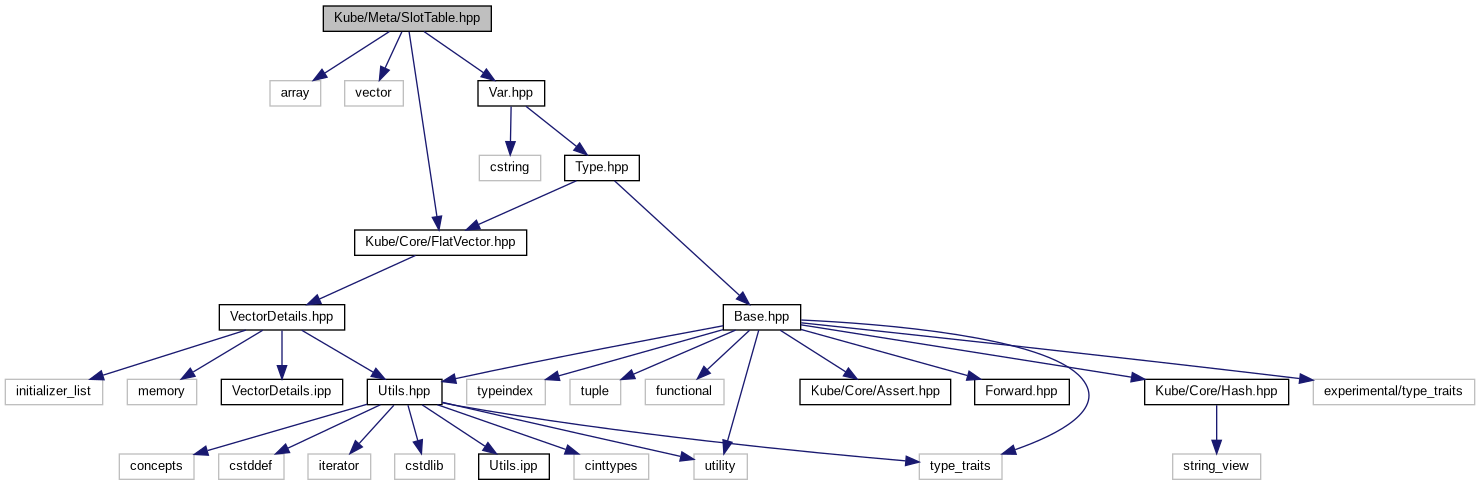 Kube/Meta/SlotTable.hpp
array
vector
Var.hpp
cstring
Type.hpp
Kube/Core/FlatVector.hpp
VectorDetails.hpp
Base.hpp
initializer_list
memory
VectorDetails.ipp
Utils.hpp
typeindex
tuple
functional
Kube/Core/Assert.hpp
Forward.hpp
Kube/Core/Hash.hpp
experimental/type_traits
concepts
cstddef
iterator
cstdlib
Utils.ipp
cinttypes
utility
type_traits
string_view